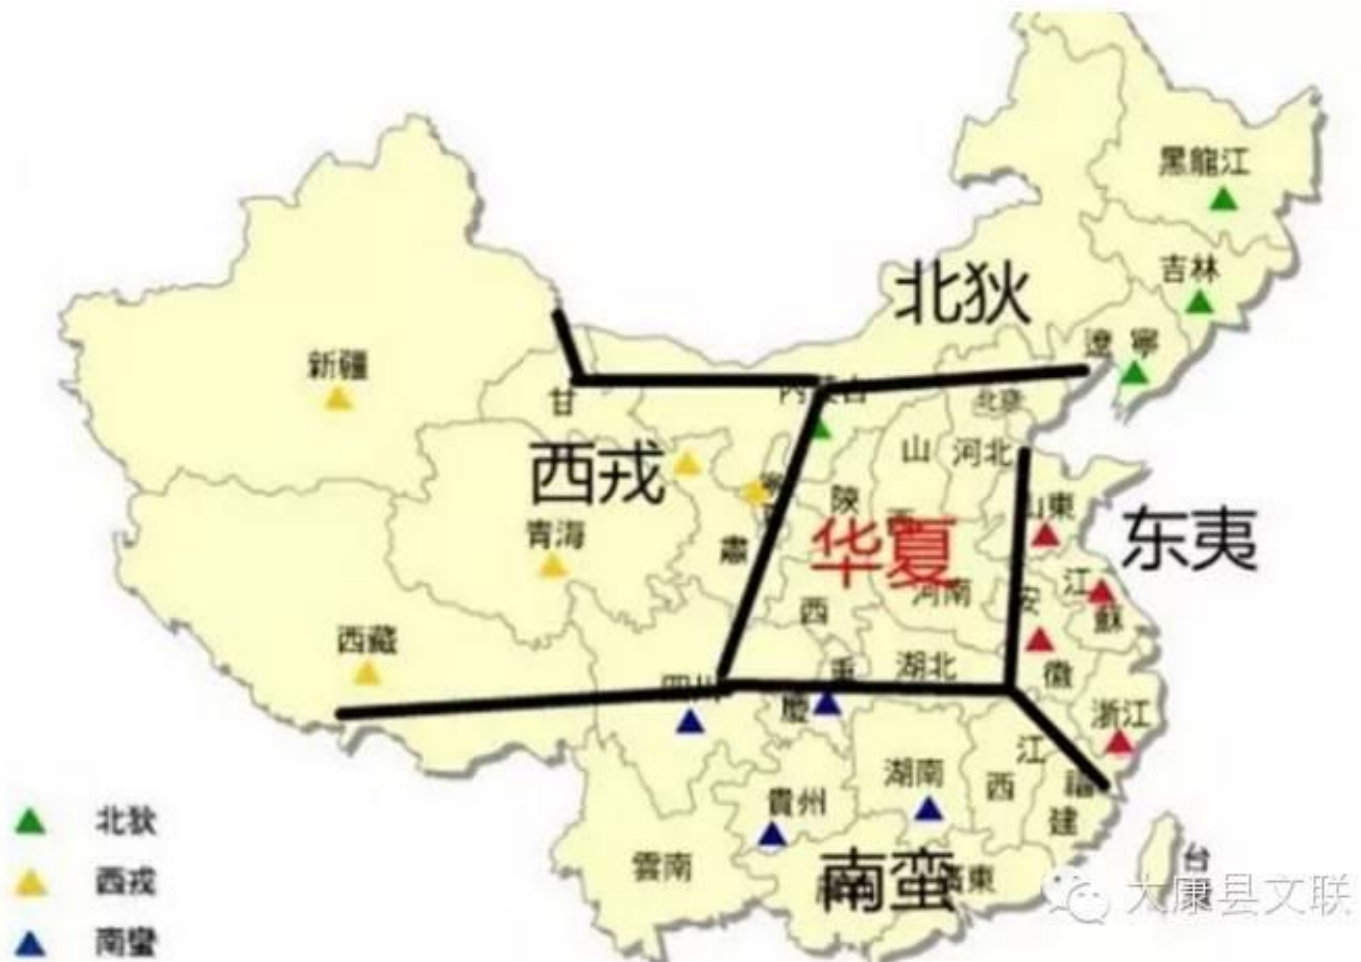 黑龍江
吉林
北狄
遼寧
新疆
甘
內蒙古
北京
山
河北
西戎
陝
山東
东夷
青海
肅
华夏
河南
安
江
蘇
西
西藏
重
湖北
徽
四川
慶
浙江
江
湖南
西
福
貴州
建
北狄
雲南
南蛮
廣東
台
西戎
大康县文联
南蠻